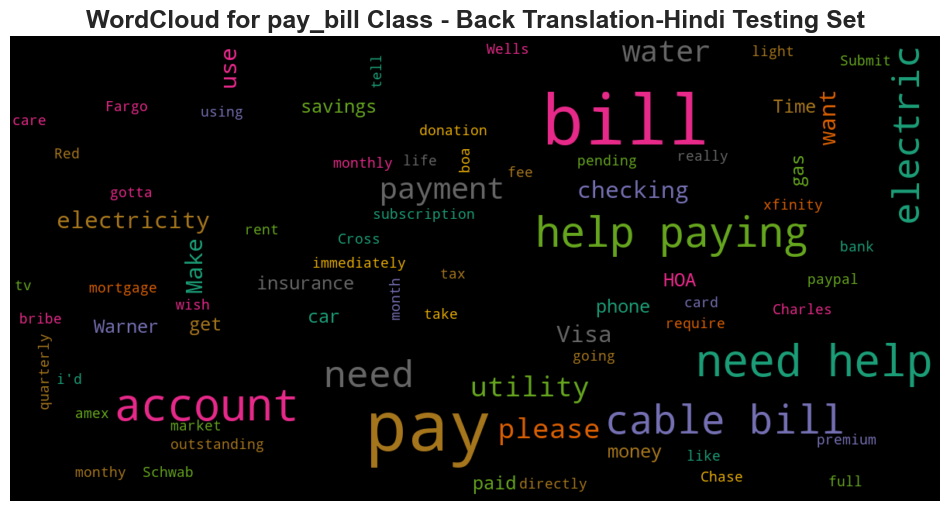 WordCloud for pay_bill Class - Back Translation-Hindi Testing Set
Wells
water
light
Submit
use
tell
electric
bill
care
Fargo
using
savings
Time
want
donation
Red
monthly
life
boa
fee
pending
really
gas
gotta
payment
checking
xfinity
electricity
subscription
rent
Cross
help paying
bank
Make
immediately
tv
mortgage
insurance
month
tax
HOA
paypal
wish
bribe
Warner
get
car
take
phone
card
Charles
require
Visa
going
quarterly
i'd
need
need help
utility
amex
account
market
pay
please
cable bill
outstanding
money
like
premium
monthy
Schwab
paid
directly
Chase
full